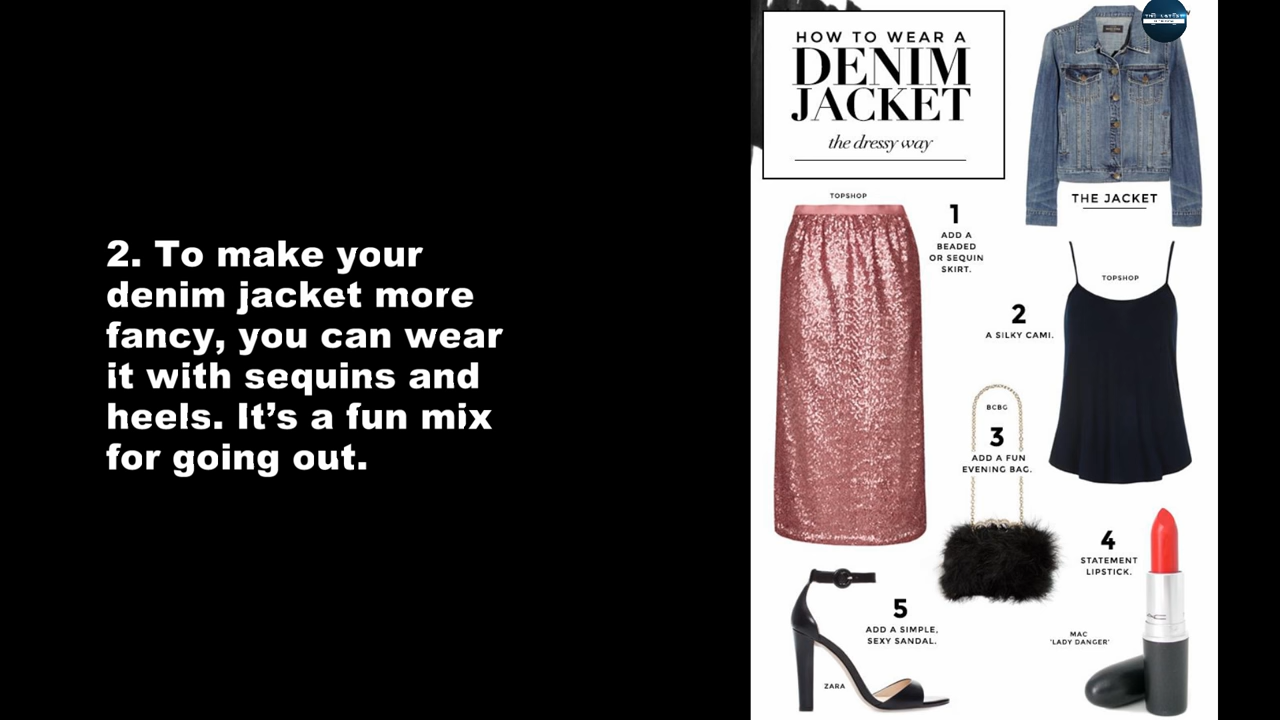 2. To make your
denim jacket more
fancy, you can wear
it with sequins and
heels. It’s a fun mix
for going out.
HOW TO WEAR A
DENIM
JACKET
the dressy way
THE JACKET
TOPSHOP
1
ADD A
BEADED
OR SEQUIN
SKIRT.
TOPSHOP
2
A SILKY CAMI.
BCBG
3
ADD A FUN
EVENING BAG.
4
STATEMENT
LIPSTICK.
MAC
'LADY DANGER'
5
ADD A SIMPLE,
SEXY SANDAL.
ZARA